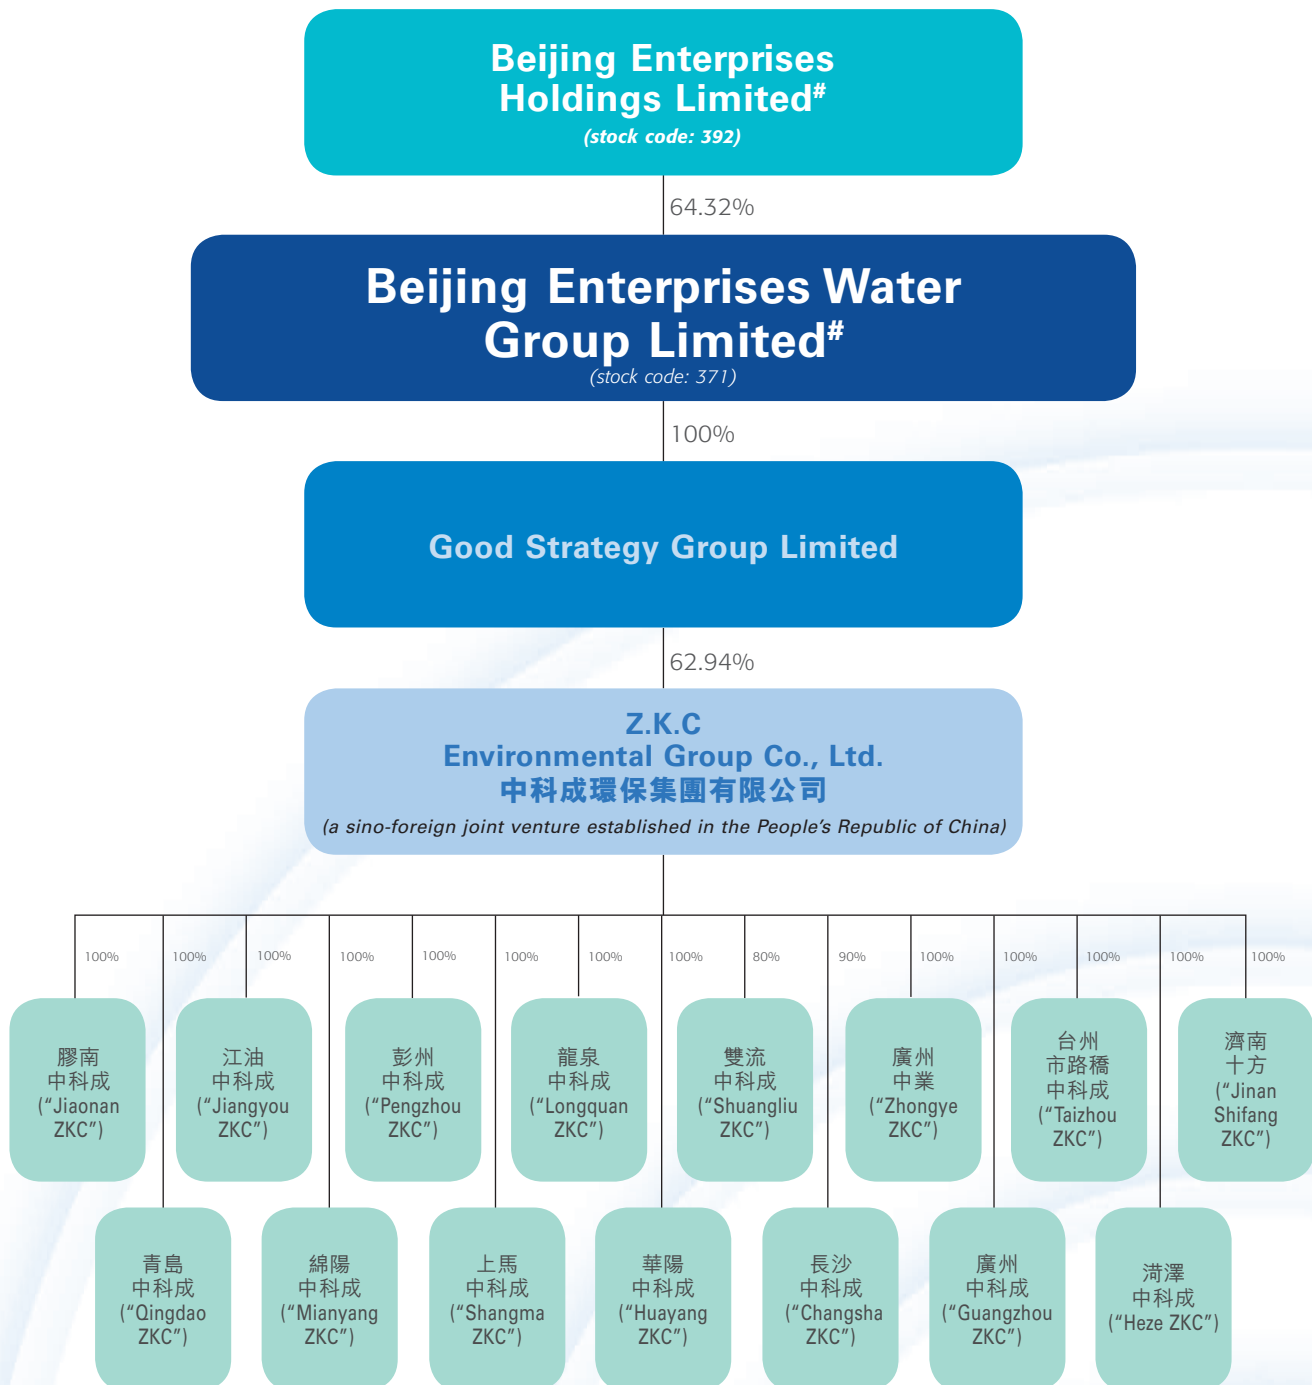 Beijing Enterprises
Holdings Limited#
(stock code: 392)
64.32%
Beijing Enterprises Water
Group Limited#
(stock code: 371)
100%
Good Strategy Group Limited
62.94%
Z.K.C
Environmental Group Co., Ltd.
中科成環保集團有限公司
(a sino-foreign joint venture established in the People's Republic of China)
100%
100%
100%
100%
100%
100%
100%
100%
80%
90%
100%
100%
100%
100%
100%
膠南
中科成
(“Jiaonan
ZKC”)
江油
中科成
(“Jiangyou
ZKC”)
彭州
中科成
(“Pengzhou
ZKC”)
龍泉
中科成
(“Longquan
ZKC”)
雙流
中科成
(“Shuangliu
ZKC”)
廣州
中業
(“Zhongye
ZKC”)
台州
市路橋
中科成
(“Taizhou
ZKC”)
濟南
十方
(“Jinan
Shifang
ZKC”)
青島
中科成
(“Qingdao
ZKC”)
綿陽
中科成
(“Mianyang
ZKC”)
上馬
中科成
(“Shangma
ZKC”)
華陽
中科成
(“Huayang
ZKC”)
長沙
中科成
(“Changsha
ZKC”)
廣州
中科成
(“Guangzhou
ZKC”)
菏澤
中科成
(“Heze ZKC”)